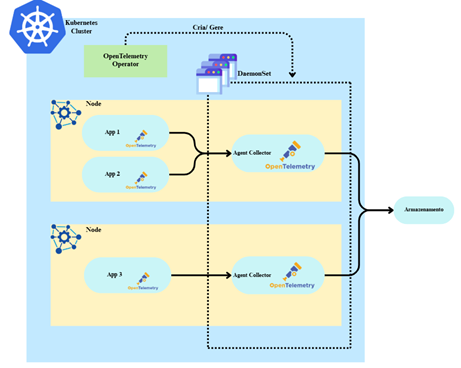 Kubernetes
Cluster
Cria/ Gere
OpenTelemetry
Operator
DaemonSet
Node
App 1
OpenTelemetry
App 2
OpenTelemetry
Agent Collector
OpenTelemetry
Armazenamento
Node
App 3
OpenTelemetry
Agent Collector
OpenTelemetry